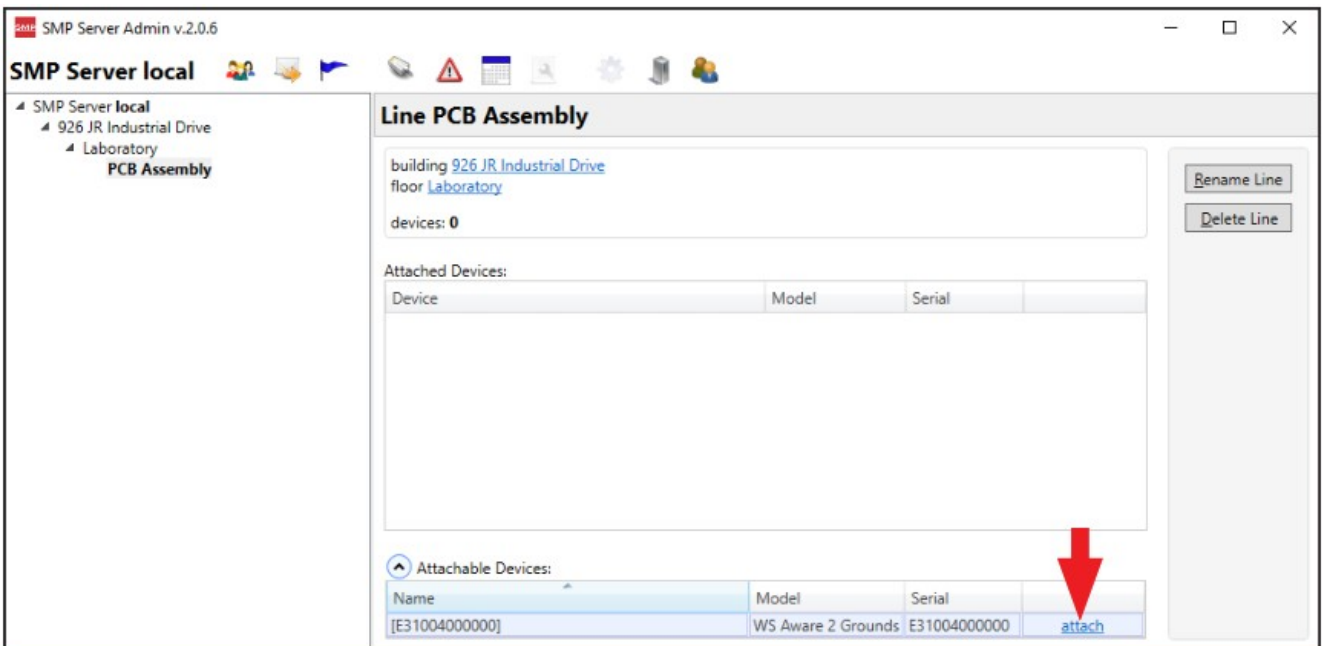 SMP SMP Server Admin v.2.0.6
SMP Server local
SMP Server local
926 JR Industrial Drive
Laboratory
PCB Assembly
Line PCB Assembly
building 926 JR Industrial Drive
floor Laboratory
devices: 0
Rename Line
Delete Line
Attached Devices:
Device Model Serial
Attachable Devices:
Name Model Serial
[E31004000000] WS Aware 2 Grounds E31004000000 attach